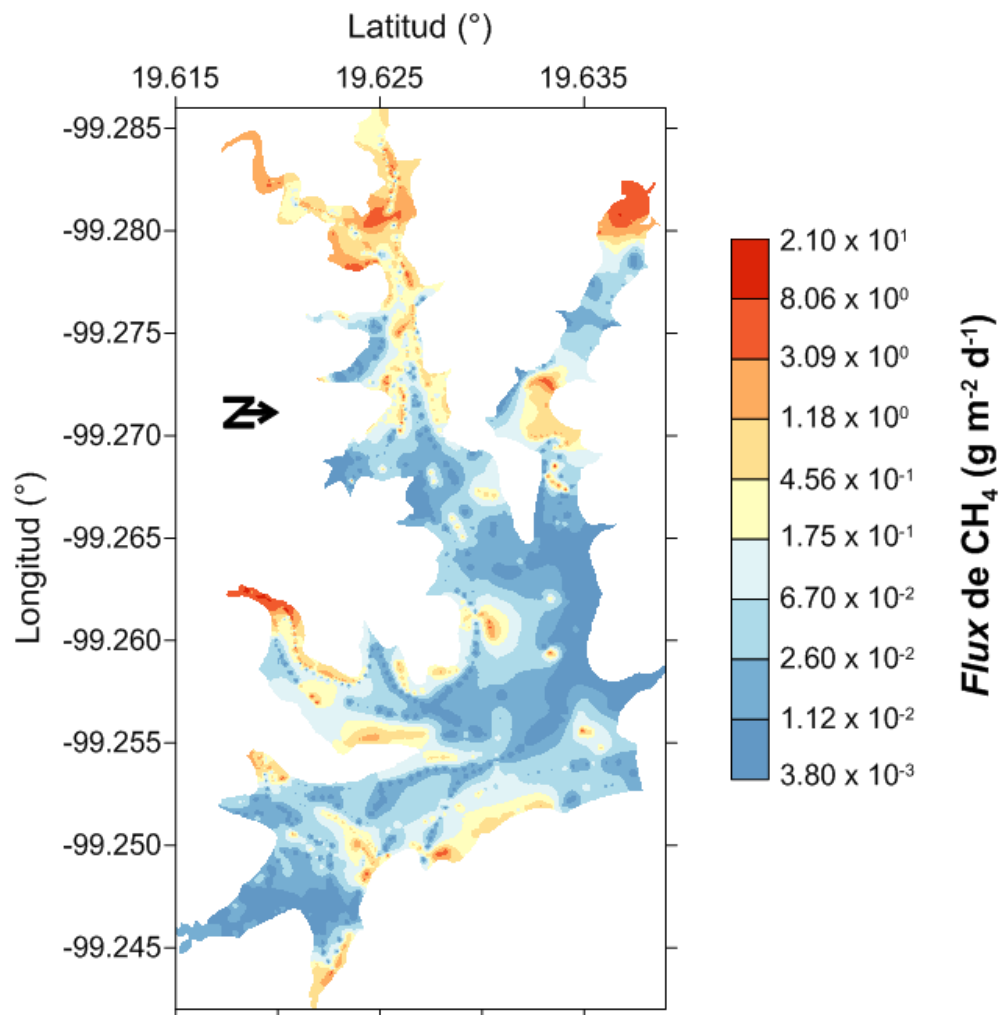 Latitud (°)
19.615 19.625 19.635
-99.285
-99.280
-99.275
-99.270
-99.265
-99.260
-99.255
-99.250
-99.245
Longitud (°)
N
2.10 x 10¹
8.06 x 10⁰
3.09 x 10⁰
1.18 x 10⁰
4.56 x 10⁻¹
1.75 x 10⁻¹
6.70 x 10⁻²
2.60 x 10⁻²
1.12 x 10⁻²
3.80 x 10⁻³
Flux de CH₄ (g m⁻² d⁻¹)